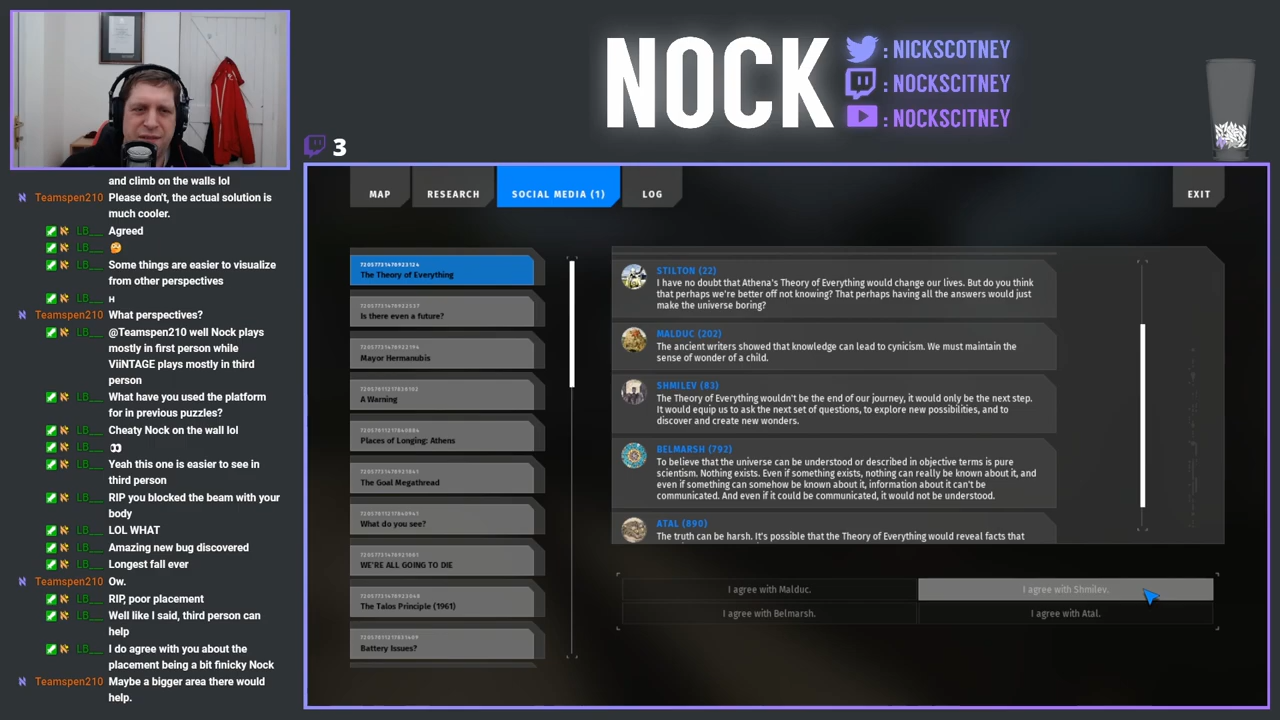 and climb on the walls lol
Teamspen210 Please don't, the actual solution is
much cooler.
LB__ Agreed
LB__
LB__ Some things are easier to visualize
from other perspectives
LB__ н
Teamspen210 What perspectives?
LB__ @Teamspen210 well Nock plays
mostly in first person while
ViiNTAGE plays mostly in third
person
LB__ What have you used the platform
for in previous puzzles?
LB__ Cheaty Nock on the wall lol
LB__
LB__ Yeah this one is easier to see in
third person
LB__ RIP you blocked the beam with your
body
LB__ LOL WHAT
LB__ Amazing new bug discovered
LB__ Longest fall ever
Teamspen210 Ow.
LB__ RIP, poor placement
LB__ Well like I said, third person can
help
LB__ I do agree with you about the
placement being a bit finicky Nock
Teamspen210 Maybe a bigger area there would
help.
NOCK
: NICKSCOTNEY
: NOCKSCITNEY
: NOCKSCITNEY
3
MAP
RESEARCH
SOCIAL MEDIA (1)
LOG
EXIT
The Theory of Everything
Is there even a future?
Mayor Hermanubis
A Warning
Places of Longing: Athens
The Goal Megathread
What do you see?
WE'RE ALL GOING TO DIE
The Talos Principle (1961)
Battery Issues?
STILTON (22)
I have no doubt that Athena's Theory of Everything would change our lives. But do you think
that perhaps we're better off not knowing? That perhaps having all the answers would just
make the universe boring?
MALDUC (202)
The ancient writers showed that knowledge can lead to cynicism. We must maintain the
sense of wonder of a child.
SHMILEV (83)
The Theory of Everything wouldn't be the end of our journey, it would only be the next step.
It would equip us to ask the next set of questions, to explore new possibilities, and to
discover and create new wonders.
BELMARSH (792)
To believe that the universe can be understood or described in objective terms is pure
scientism. Nothing exists. Even if something exists, nothing can really be known about it, and
even if something can somehow be known about it, information about it can't be
communicated. And even if it could be communicated, it would not be understood.
ATAL (890)
The truth can be harsh. It's possible that the Theory of Everything would reveal facts that
I agree with Malduc.
I agree with Shmilev.
I agree with Belmarsh.
I agree with Atal.